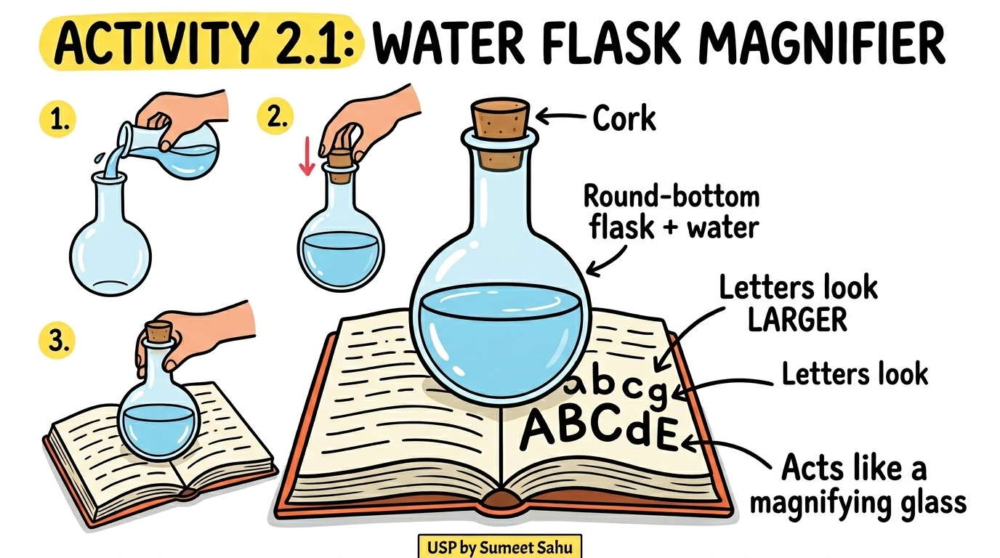 ACTIVITY 2.1: WATER FLASK MAGNIFIER
1.
2.
Cork
Round-bottom
flask + water
Letters look
LARGER
3.
abcg
Letters look
ABCdE
Acts like a
magnifying glass
USP by Sumeet Sahu